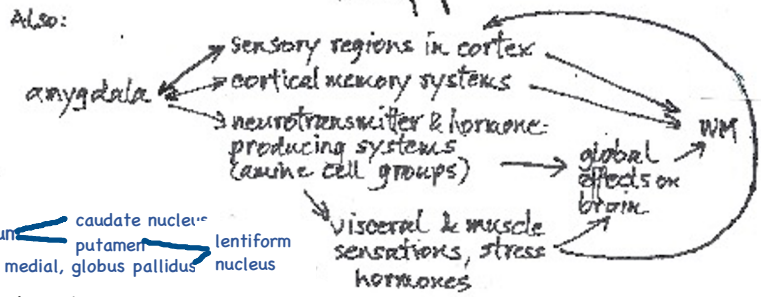 Also:
sensory regions in cortex
amygdala
cortical memory systems
neurotransmitter & hormone-
producing systems
(amine cell groups)
WM
global
effects on
brain
visceral & muscle
sensations, stress
hormones
caudate nucleus
putamen
lentiform
nucleus
medial, globus pallidus